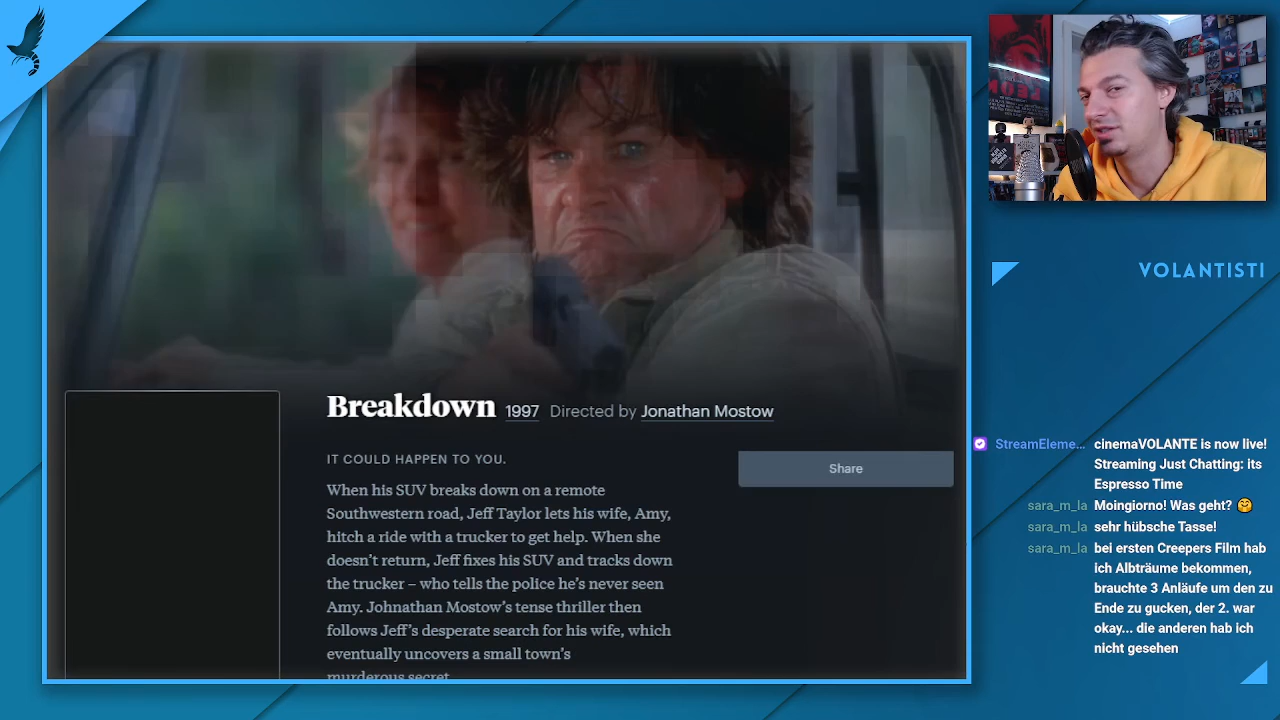 Breakdown 1997 Directed by Jonathan Mostow
IT COULD HAPPEN TO YOU.
Share
When his SUV breaks down on a remote
Southwestern road, Jeff Taylor lets his wife, Amy,
hitch a ride with a trucker to get help. When she
doesn't return, Jeff fixes his SUV and tracks down
the trucker – who tells the police he's never seen
Amy. Johnathan Mostow's tense thriller then
follows Jeff's desperate search for his wife, which
eventually uncovers a small town's
murderous secret.
VOLANTISTI
StreamEleme... cinemaVOLANTE is now live!
Streaming Just Chatting: its
Espresso Time
sara_m_la Moingiorno! Was geht? 🤗
sara_m_la sehr hübsche Tasse!
sara_m_la bei ersten Creepers Film hab
ich Albträume bekommen,
brauchte 3 Anläufe um den zu
Ende zu gucken, der 2. war
okay... die anderen hab ich
nicht gesehen